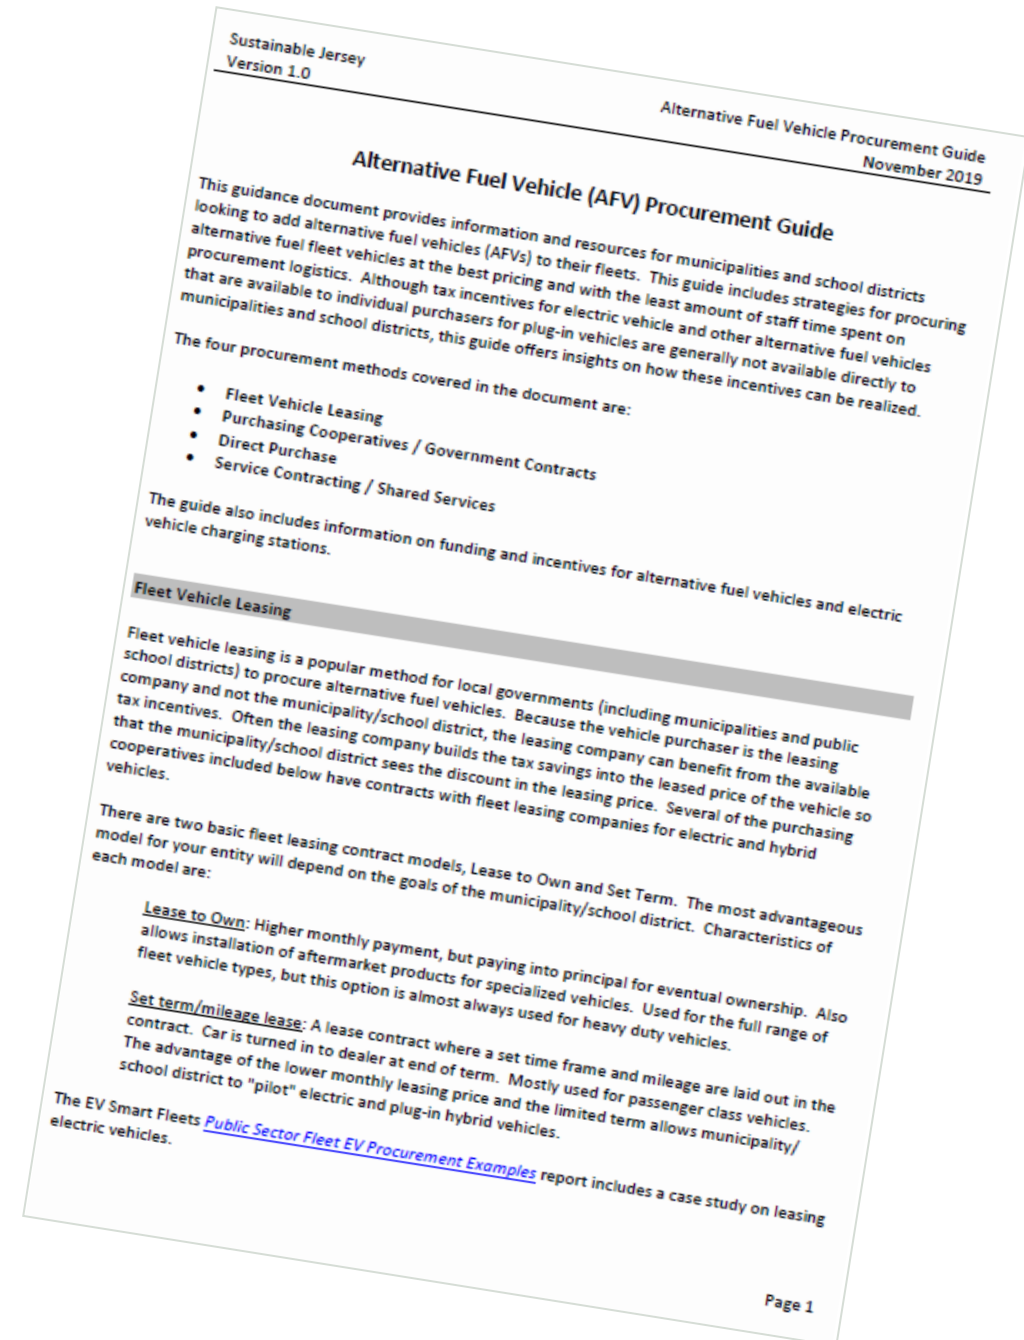 Sustainable Jersey
Version 1.0
Alternative Fuel Vehicle Procurement Guide
November 2019
Alternative Fuel Vehicle (AFV) Procurement Guide
This guidance document provides information and resources for municipalities and school districts
looking to add alternative fuel vehicles (AFVs) to their fleets.  This guide includes strategies for procuring
alternative fuel fleet vehicles at the best pricing and with the least amount of staff time spent on
procurement logistics.  Although tax incentives for electric vehicle and other alternative fuel vehicles
that are available to individual purchasers for plug-in vehicles are generally not available directly to
municipalities and school districts, this guide offers insights on how these incentives can be realized.
The four procurement methods covered in the document are:
• Fleet Vehicle Leasing
• Purchasing Cooperatives / Government Contracts
• Direct Purchase
• Service Contracting / Shared Services
The guide also includes information on funding and incentives for alternative fuel vehicles and electric
vehicle charging stations.
Fleet Vehicle Leasing
Fleet vehicle leasing is a popular method for local governments (including municipalities and public
school districts) to procure alternative fuel vehicles.  Because the vehicle purchaser is the leasing
company and not the municipality/school district, the leasing company can benefit from the available
tax incentives.  Often the leasing company builds the tax savings into the leased price of the vehicle so
that the municipality/school district sees the discount in the leasing price.  Several of the purchasing
cooperatives included below have contracts with fleet leasing companies for electric and hybrid
vehicles.
There are two basic fleet leasing contract models, Lease to Own and Set Term.  The most advantageous
model for your entity will depend on the goals of the municipality/school district.  Characteristics of
each model are:
Lease to Own: Higher monthly payment, but paying into principal for eventual ownership.  Also
allows installation of aftermarket products for specialized vehicles.  Used for the full range of
fleet vehicle types, but this option is almost always used for heavy duty vehicles.
Set term/mileage lease: A lease contract where a set time frame and mileage are laid out in the
contract.  Car is turned in to dealer at end of term.  Mostly used for passenger class vehicles.
The advantage of the lower monthly leasing price and the limited term allows municipality/
school district to "pilot" electric and plug-in hybrid vehicles.
The EV Smart Fleets Public Sector Fleet EV Procurement Examples report includes a case study on leasing
electric vehicles.
Page 1